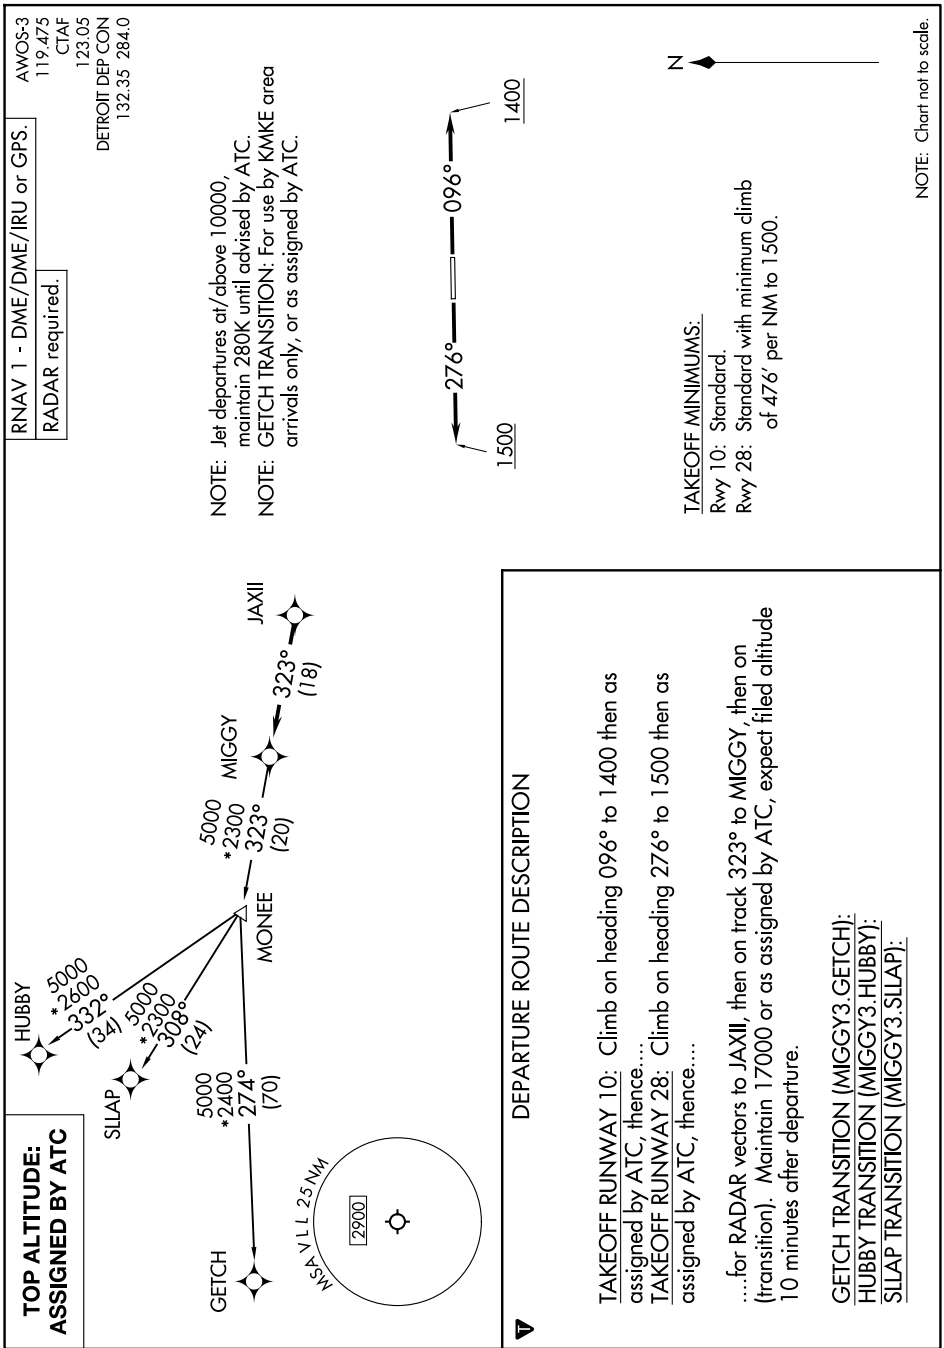 TOP ALTITUDE:
ASSIGNED BY ATC
RNAV 1 - DME/DME/IRU or GPS.
RADAR required.
AWOS-3
119.475
CTAF
123.05
DETROIT DEP CON
132.35 284.0
HUBBY
5000
*2600
332°
(34)
SLLAP
5000
*2300
308°
(24)
GETCH
5000
*2400
274°
(70)
MONEE
5000
*2300
323°
(20)
MIGGY
323°
(18)
JAXII
MSA VLL 25 NM
2900
NOTE: Jet departures at/above 10000,
maintain 280K until advised by ATC.
NOTE: GETCH TRANSITION: For use by KMKE area
arrivals only, or as assigned by ATC.
276°
096°
1500
1400
N
TAKEOFF MINIMUMS:
Rwy 10: Standard.
Rwy 28: Standard with minimum climb
of 476' per NM to 1500.
NOTE: Chart not to scale.
T
DEPARTURE ROUTE DESCRIPTION
TAKEOFF RUNWAY 10: Climb on heading 096° to 1400 then as
assigned by ATC, thence....
TAKEOFF RUNWAY 28: Climb on heading 276° to 1500 then as
assigned by ATC, thence....
....for RADAR vectors to JAXII, then on track 323° to MIGGY, then on
(transition). Maintain 17000 or as assigned by ATC, expect filed altitude
10 minutes after departure.
GETCH TRANSITION (MIGGY3.GETCH):
HUBBY TRANSITION (MIGGY3.HUBBY):
SLLAP TRANSITION (MIGGY3.SLLAP):